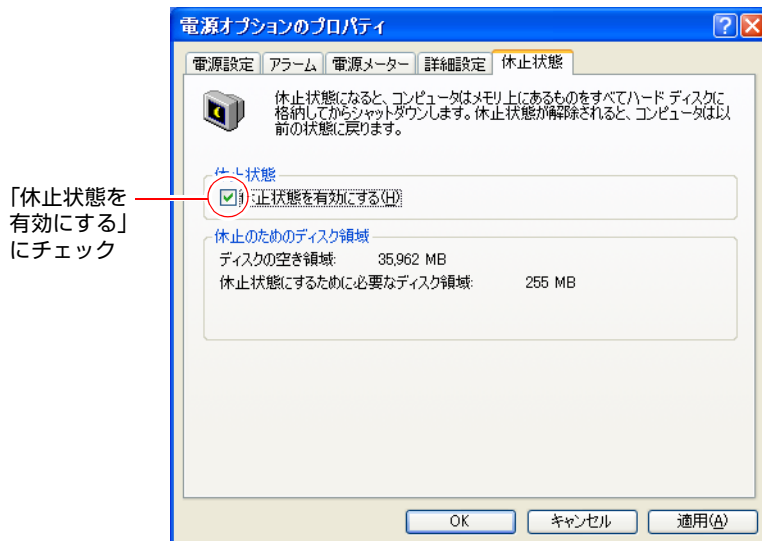 電源オプションのプロパティ
電源設定 アラーム 電源メーター 詳細設定 休止状態
休止状態になると、コンピュータはメモリ上にあるものをすべてハード ディスクに
格納してからシャットダウンします。休止状態が解除されると、コンピュータは以
前の状態に戻ります。
休止状態
休止状態を有効にする(H)
「休止状態を
有効にする」
にチェック
休止のためのディスク領域
ディスクの空き領域: 35,962 MB
休止状態にするために必要なディスク領域: 255 MB
OK キャンセル 適用(A)